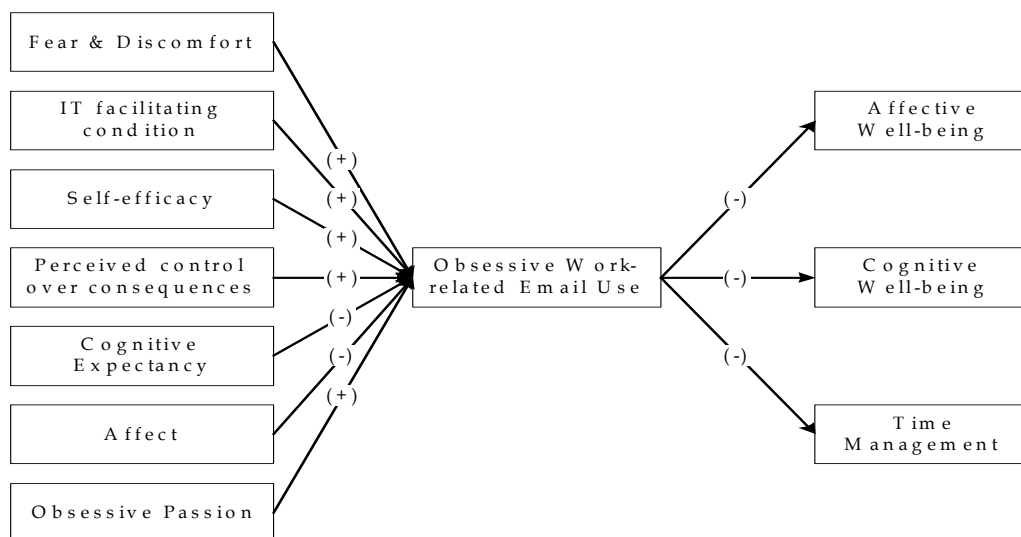 Fear & Discomfort
IT facilitating
condition
Self-efficacy
Perceived control
over consequences
Cognitive
Expectancy
Affect
Obsessive Passion
(+)
(+)
(+)
(+)
(-)
(-)
(+)
Obsessive Work-
related Email Use
(-)
(-)
(-)
Affective
Well-being
Cognitive
Well-being
Time
Management